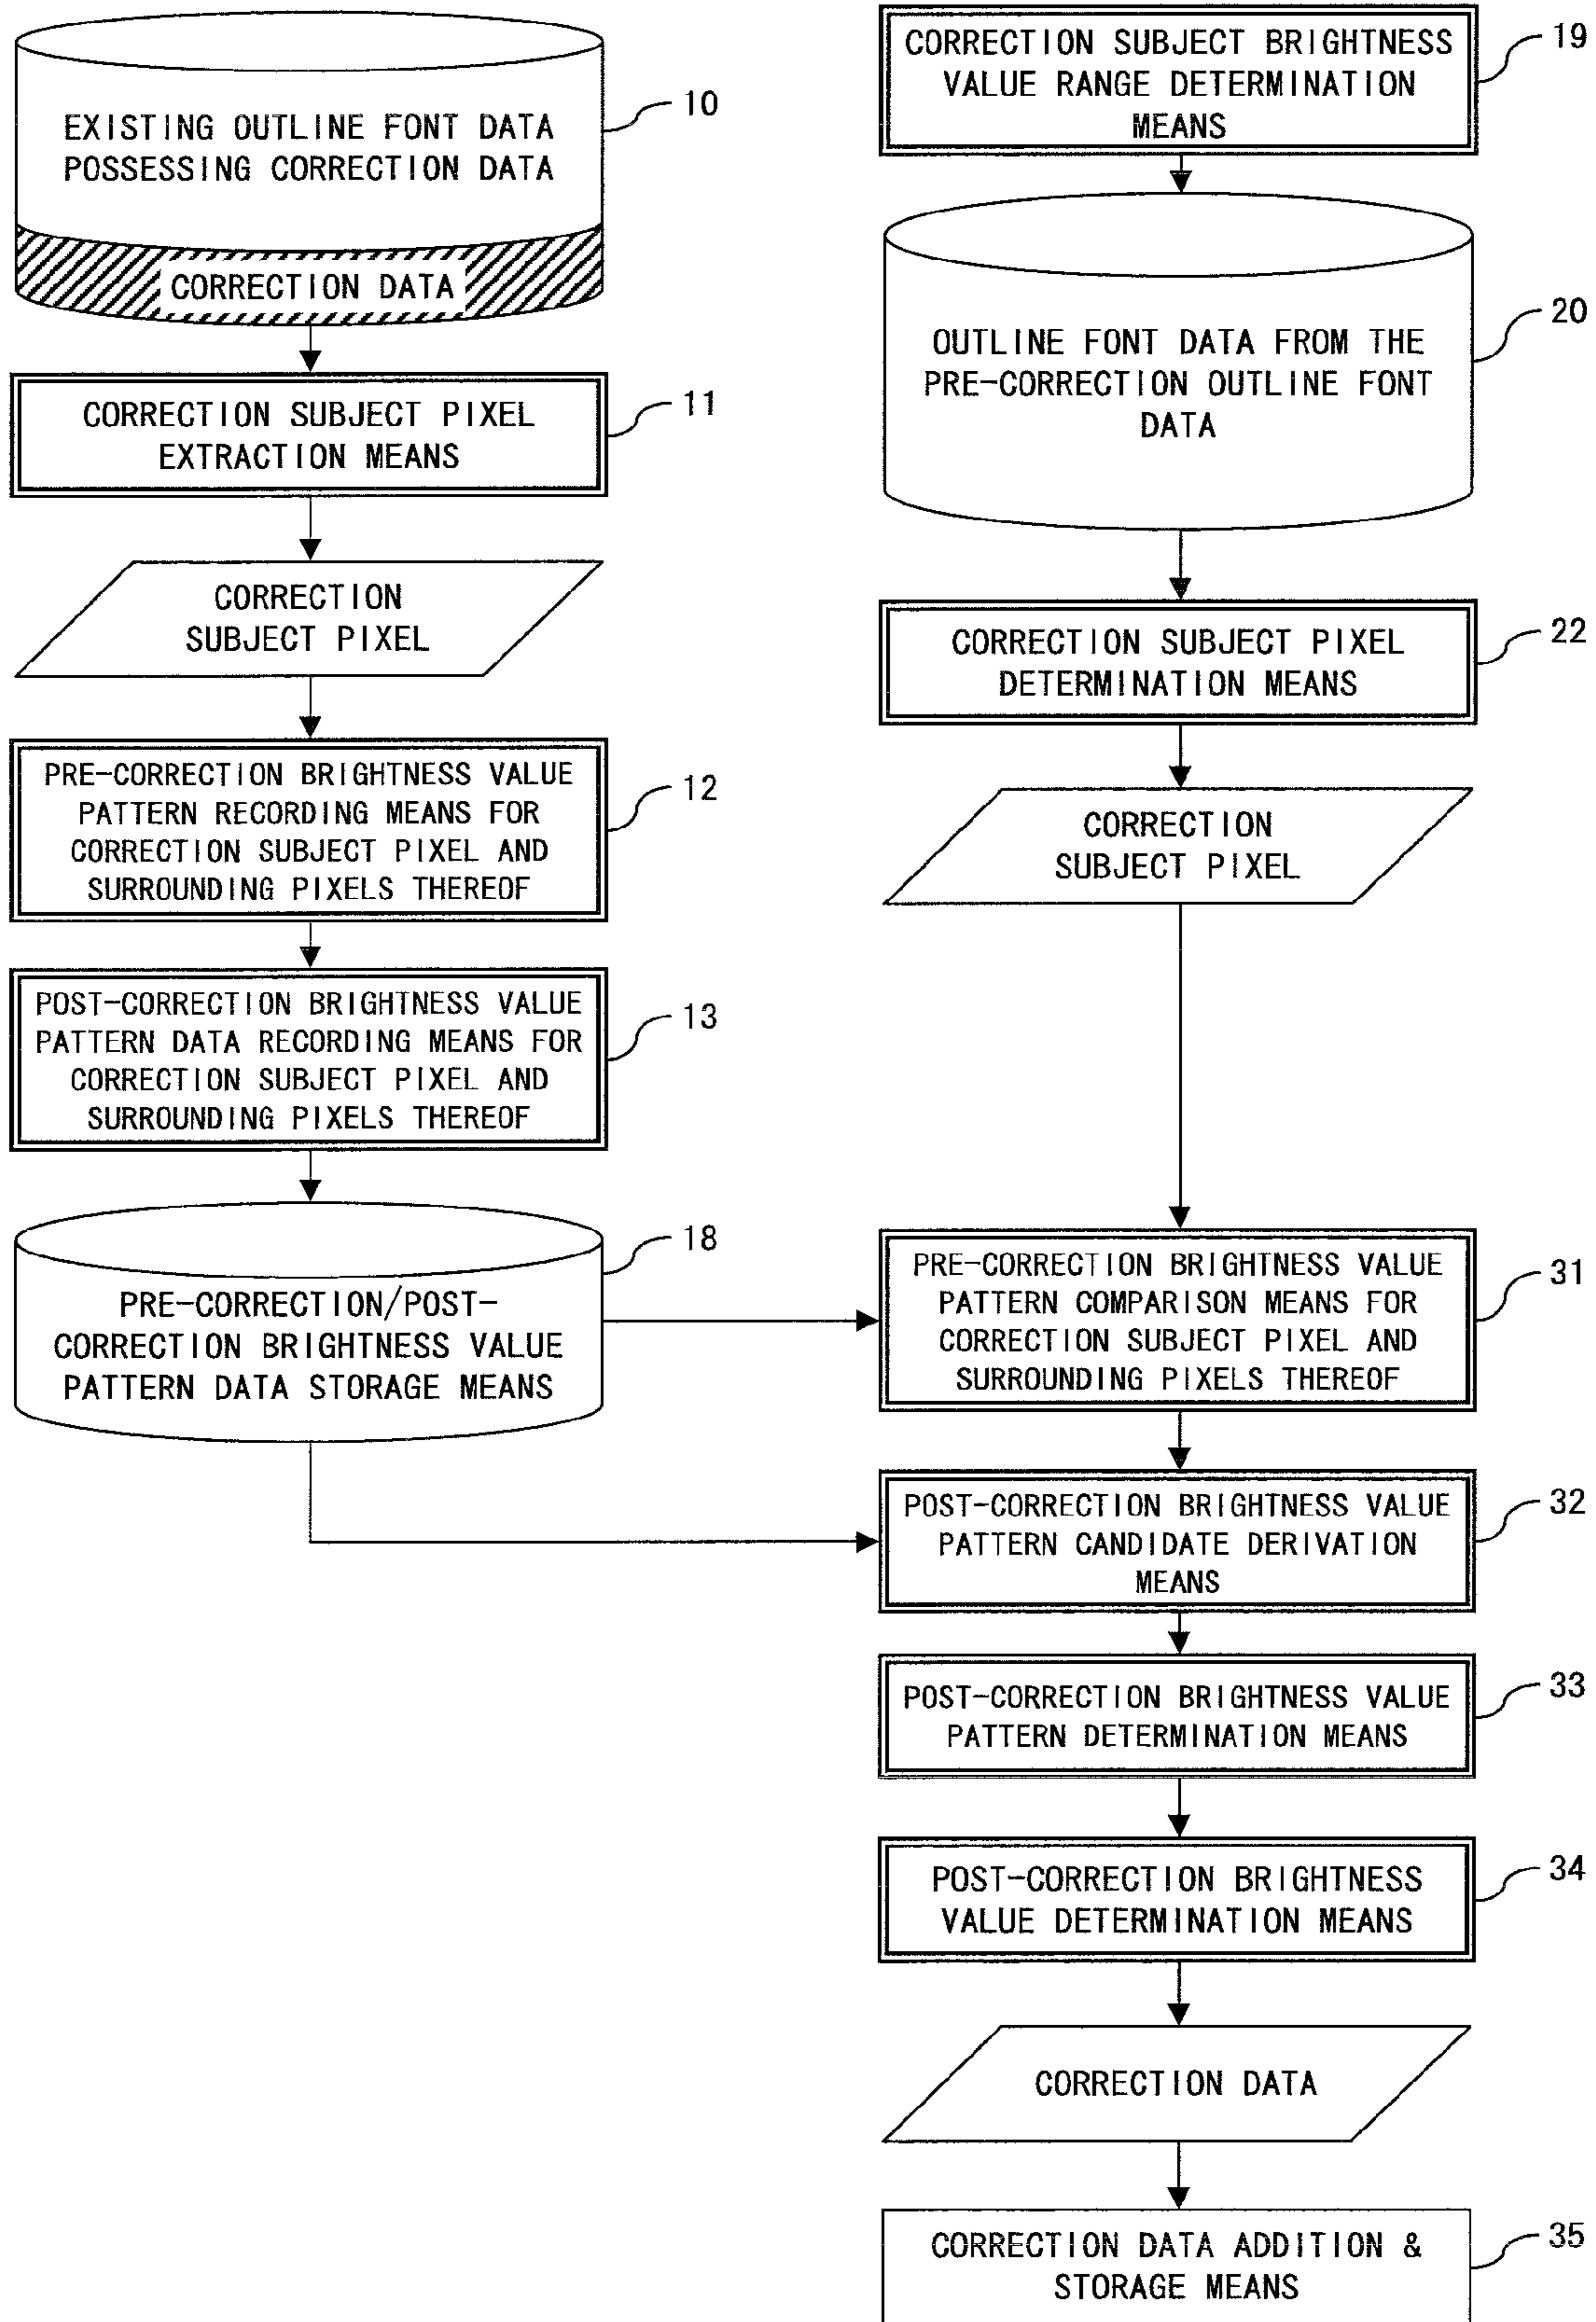 EXISTING OUTLINE FONT DATA
POSSESSING CORRECTION DATA
CORRECTION DATA
10
CORRECTION SUBJECT PIXEL
EXTRACTION MEANS
11
CORRECTION
SUBJECT PIXEL
PRE-CORRECTION BRIGHTNESS VALUE
PATTERN RECORDING MEANS FOR
CORRECTION SUBJECT PIXEL AND
SURROUNDING PIXELS THEREOF
12
POST-CORRECTION BRIGHTNESS VALUE
PATTERN DATA RECORDING MEANS FOR
CORRECTION SUBJECT PIXEL AND
SURROUNDING PIXELS THEREOF
13
PRE-CORRECTION/POST-
CORRECTION BRIGHTNESS VALUE
PATTERN DATA STORAGE MEANS
18
CORRECTION SUBJECT BRIGHTNESS
VALUE RANGE DETERMINATION
MEANS
19
OUTLINE FONT DATA FROM THE
PRE-CORRECTION OUTLINE FONT
DATA
20
CORRECTION SUBJECT PIXEL
DETERMINATION MEANS
22
CORRECTION
SUBJECT PIXEL
PRE-CORRECTION BRIGHTNESS VALUE
PATTERN COMPARISON MEANS FOR
CORRECTION SUBJECT PIXEL AND
SURROUNDING PIXELS THEREOF
31
POST-CORRECTION BRIGHTNESS VALUE
PATTERN CANDIDATE DERIVATION
MEANS
32
POST-CORRECTION BRIGHTNESS VALUE
PATTERN DETERMINATION MEANS
33
POST-CORRECTION BRIGHTNESS
VALUE DETERMINATION MEANS
34
CORRECTION DATA
CORRECTION DATA ADDITION &
STORAGE MEANS
35